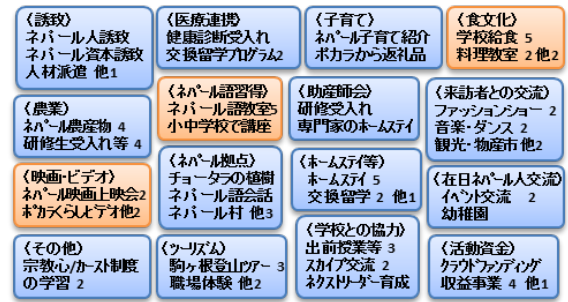 〈誘致〉
ネパール人誘致
ネパール資本誘致
人材派遣 他1
〈医療連携〉
健康診断受入れ
交換留学プログラム2
〈子育て〉
ネパール子育て紹介
ポカラから返礼品
〈食文化〉
学校給食 5
料理教室 2 他2
〈農業〉
ネパール農産物 4
研修生受入れ等 4
〈ネパール語習得〉
ネパール語教室5
小中学校で講座
〈助産師会〉
研修受入れ
専門家のホームステイ
〈来訪者との交流〉
ファッションショー 2
音楽・ダンス 2
観光・物産市 他2
〈映画・ビデオ〉
ネパール映画上映会2
ポカラくらしビデオ他2
〈ネパール拠点〉
チョータラの植樹
ネパール語会話
ネパール村 他3
〈ホームステイ等〉
ホームステイ 5
交換留学 2 他1
〈在日ネパール人交流〉
イベント交流 2
幼稚園
〈その他〉
宗教心/カースト制度
の学習 2
〈ツーリズム〉
駒ヶ根登山ツアー 3
職場体験 他2
〈学校との協力〉
出前授業等 3
スカイプ交流 2
ネクストリーダー育成
〈活動資金〉
クラウドファンディング
収益事業 4 他1